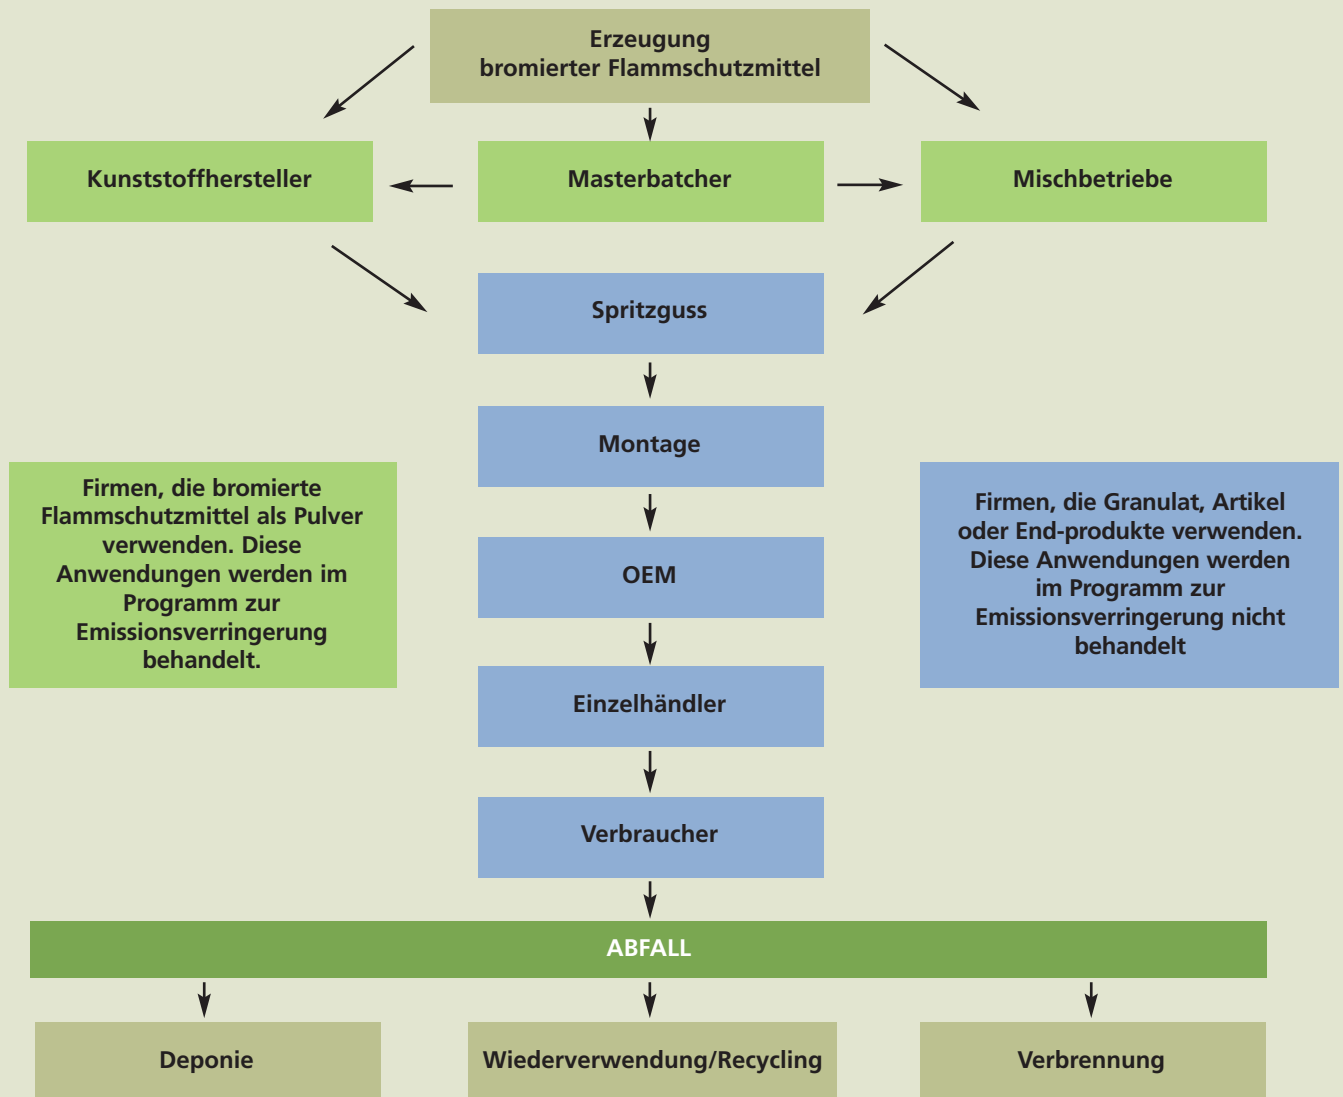 Erzeugung
bromierter Flammschutzmittel
Kunststoffhersteller
Masterbatcher
Mischbetriebe
Spritzguss
Montage
Firmen, die bromierte
Flammschutzmittel als Pulver
verwenden. Diese
Anwendungen werden im
Programm zur
Emissionsverringerung
behandelt.
Firmen, die Granulat, Artikel
oder End-produkte verwenden.
Diese Anwendungen werden
im Programm zur
Emissionsverringerung nicht
behandelt
OEM
Einzelhändler
Verbraucher
ABFALL
Deponie
Wiederverwendung/Recycling
Verbrennung